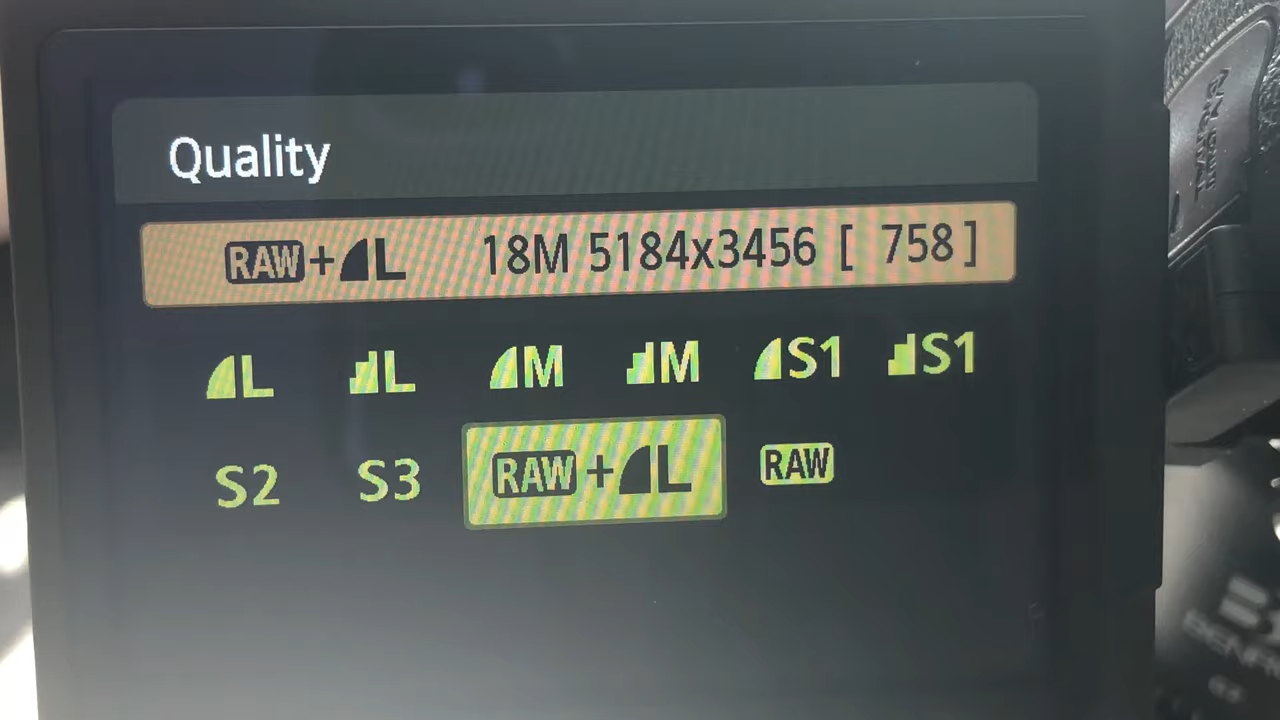 Quality
RAW+L 18M 5184x3456 [ 758]
L L M M S1 S1
S2 S3 RAW+L RAW